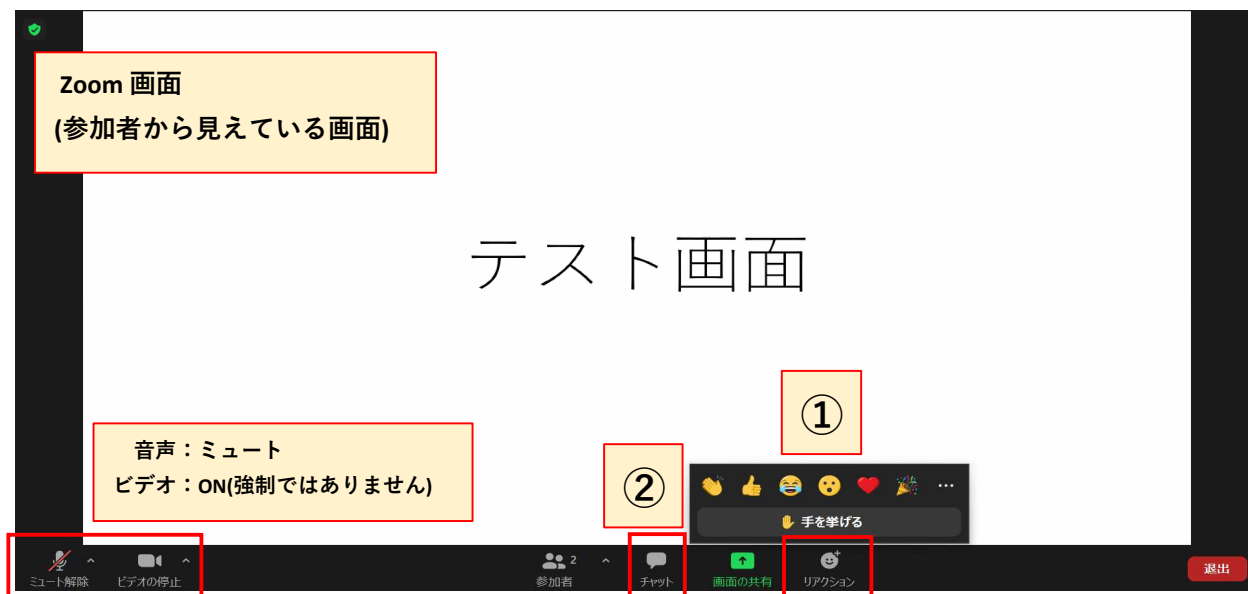 Zoom 画面
(参加者から見えている画面)
テスト画面
①
音声：ミュート
ビデオ：ON(強制ではありません)
②
手を挙げる
ミュート解除
ビデオの停止
2
参加者
チャット
画面の共有
リアクション
退出